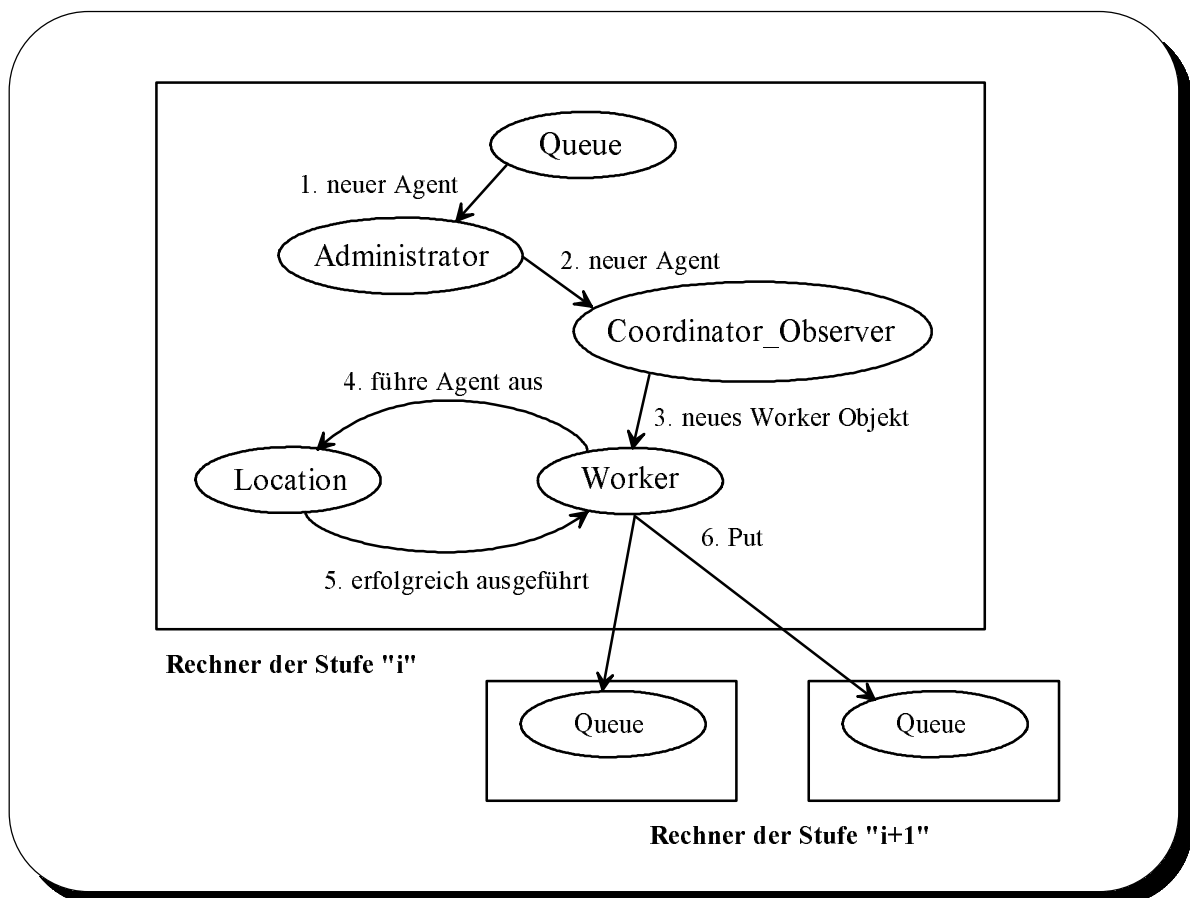 Queue
1. neuer Agent
Administrator
2. neuer Agent
Coordinator_Observer
4. führe Agent aus
3. neues Worker Objekt
Location
Worker
6. Put
5. erfolgreich ausgeführt
Rechner der Stufe "i"
Queue
Queue
Rechner der Stufe "i+1"